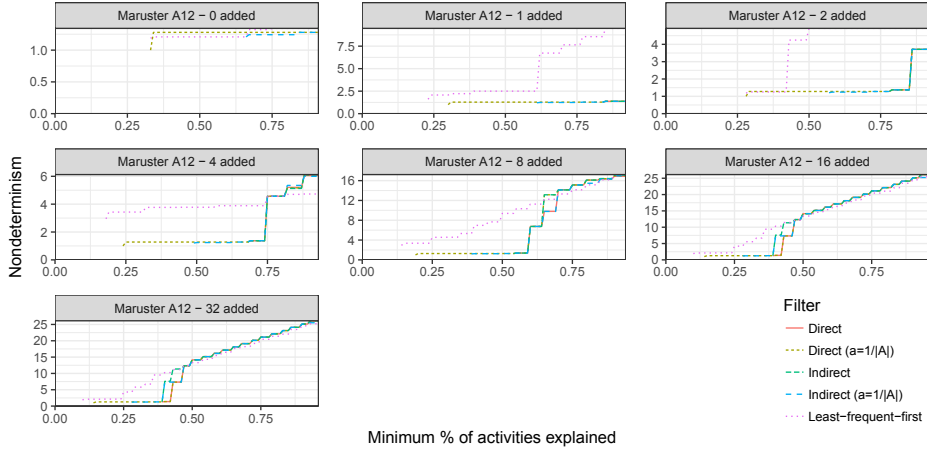 Maruster A12 − 0 added
Maruster A12 − 1 added
Maruster A12 − 2 added
1.0
0.5
0.0
0.00 0.25 0.50 0.75
7.5
5.0
2.5
0.0
0.00 0.25 0.50 0.75
4
3
2
1
0
0.00 0.25 0.50 0.75
Nondeterminism
Maruster A12 − 4 added
Maruster A12 − 8 added
Maruster A12 − 16 added
6
4
2
0
0.00 0.25 0.50 0.75
16
12
8
4
0
0.00 0.25 0.50 0.75
25
20
15
10
5
0
0.00 0.25 0.50 0.75
Maruster A12 − 32 added
25
20
15
10
5
0
0.00 0.25 0.50 0.75
Filter
Direct
Direct (a=1/|A|)
Indirect
Indirect (a=1/|A|)
Least−frequent−first
Minimum % of activities explained